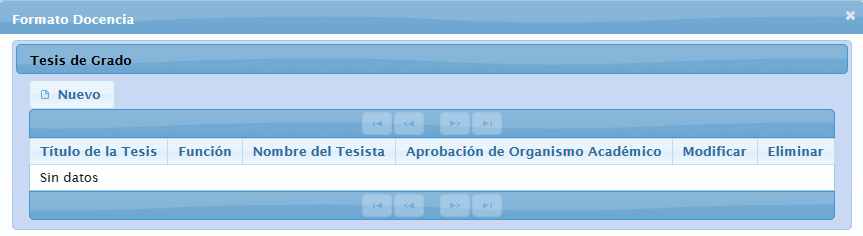 Formato Docencia
Tesis de Grado
Nuevo
Título de la Tesis Función Nombre del Tesista Aprobación de Organismo Académico Modificar Eliminar
Sin datos